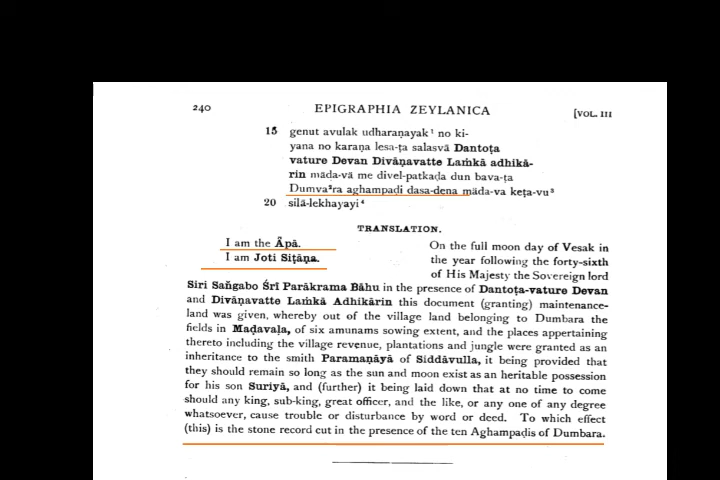 240 EPIGRAPHIA ZEYLANICA [VOL. III
15 genut avulak udharaṇayak¹ no ki-
yana no karaṇa lesa-ṭa salasvā Dantoṭa
vature Devan Divāṇavatte Laṁkā adhikā-
rin māḍa-vā me divel-patkaḍa dun bava-ṭa
Dumva²ra aghampaḍi dasa-dena māḍa-va keṭa-vu³
20 silā-lekhayayi⁴
TRANSLATION.
I am the Āpā.
I am Joti Siṭāṇa.
On the full moon day of Vesak in
the year following the forty-sixth
of His Majesty the Sovereign lord
Siri Saṅgabo Śrī Parākrama Bāhu in the presence of Dantoṭa-vature Devan
and Divāṇavatte Laṁkā Adhikārin this document (granting) maintenance-
land was given, whereby out of the village land belonging to Dumbara the
fields in Maḍavaḷa, of six amunams sowing extent, and the places appertaining
thereto including the village revenue, plantations and jungle were granted as an
inheritance to the smith Paramaṇāyā of Siddāvulla, it being provided that
they should remain so long as the sun and moon exist as an heritable possession
for his son Suriyā, and (further) it being laid down that at no time to come
should any king, sub-king, great officer, and the like, or any one of any degree
whatsoever, cause trouble or disturbance by word or deed. To which effect
(this) is the stone record cut in the presence of the ten Aghampaḍis of Dumbara.